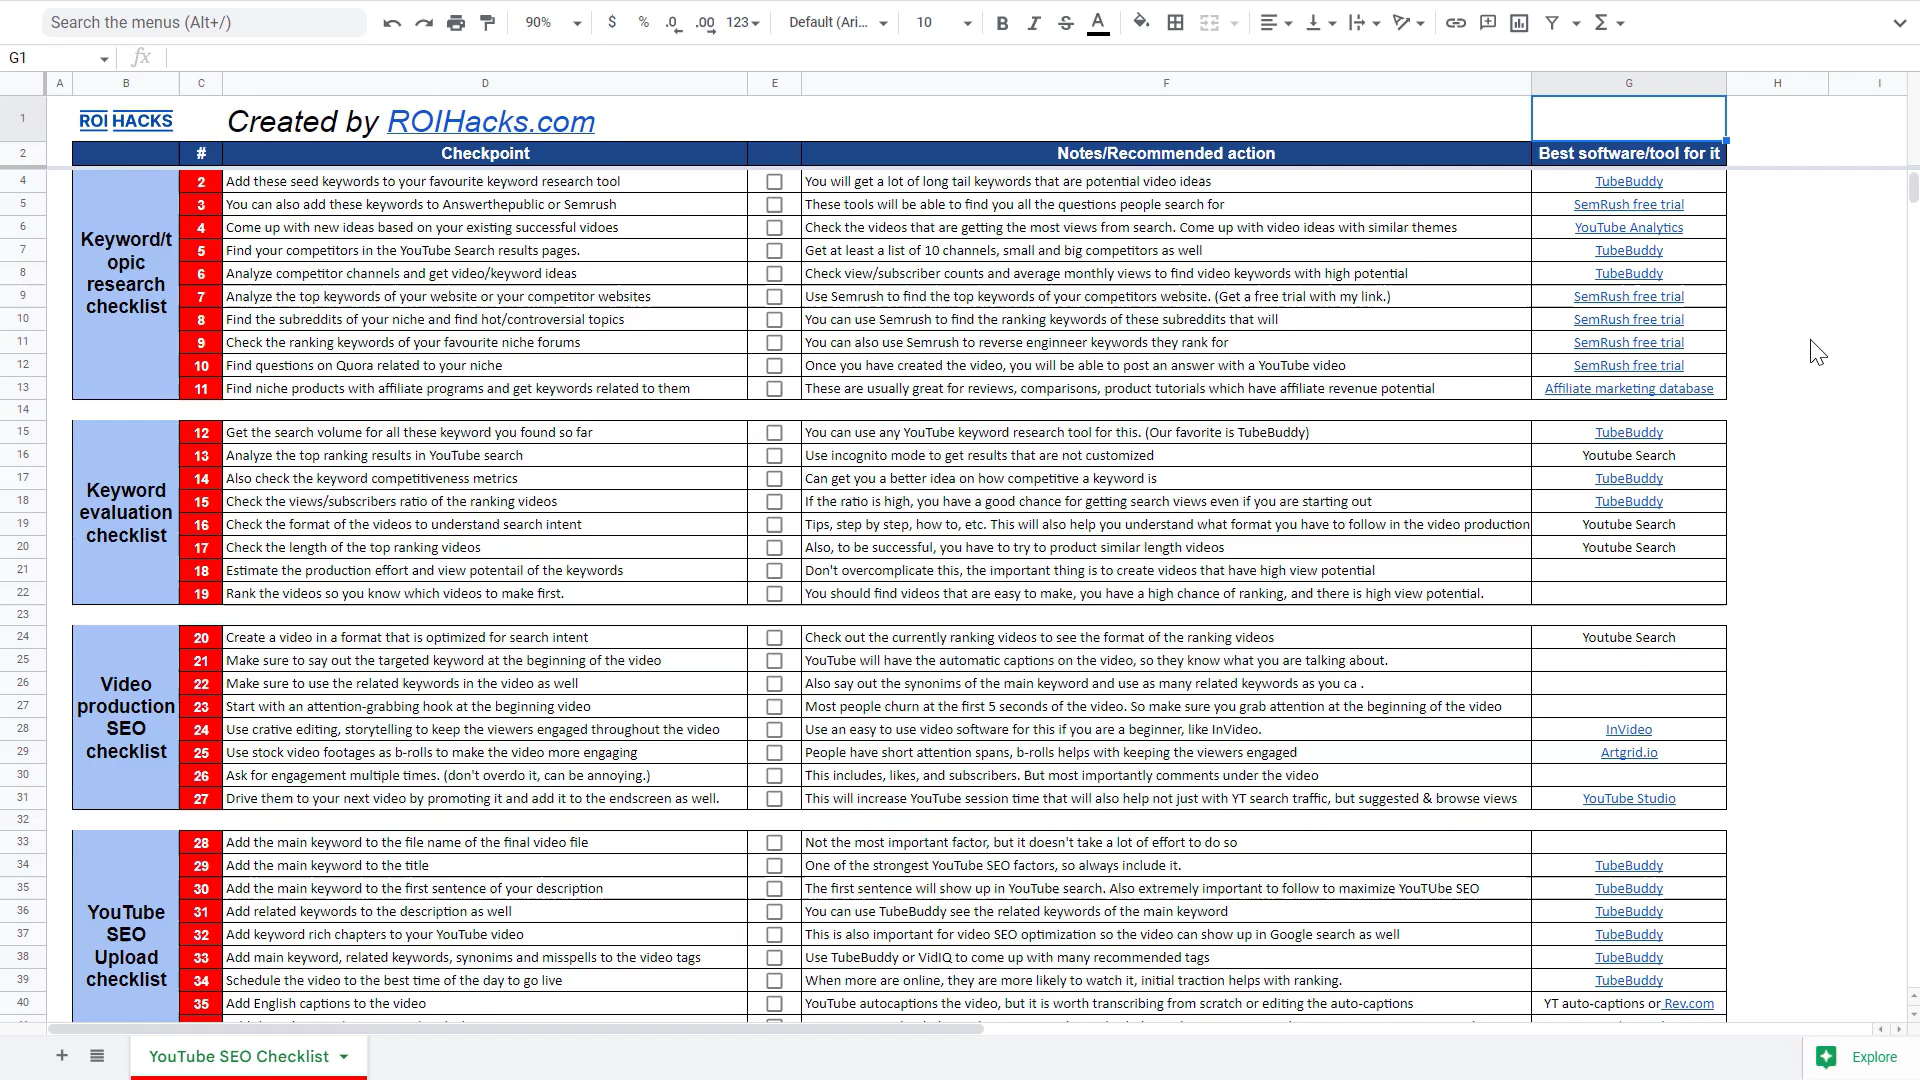 Search the menus (Alt+/) 90% $ % .0 .00 123 Default (Ari... 10 B I S A
G1 fx
A B C D E F G H I
1 ROI HACKS Created by ROIHacks.com
2 # Checkpoint Notes/Recommended action Best software/tool for it
Keyword/t
opic
research
checklist
4 2 Add these seed keywords to your favourite keyword research tool You will get a lot of long tail keywords that are potential video ideas TubeBuddy
5 3 You can also add these keywords to Answerthepublic or Semrush These tools will be able to find you all the questions people search for SemRush free trial
6 4 Come up with new ideas based on your existing successful vidoes Check the videos that are getting the most views from search. Come up with video ideas with similar themes YouTube Analytics
7 5 Find your competitors in the YouTube Search results pages. Get at least a list of 10 channels, small and big competitors as well TubeBuddy
8 6 Analyze competitor channels and get video/keyword ideas Check view/subscriber counts and average monthly views to find video keywords with high potential TubeBuddy
9 7 Analyze the top keywords of your website or your competitor websites Use Semrush to find the top keywords of your competitors website. (Get a free trial with my link.) SemRush free trial
10 8 Find the subreddits of your niche and find hot/controversial topics You can use Semrush to find the ranking keywords of these subreddits that will SemRush free trial
11 9 Check the ranking keywords of your favourite niche forums You can also use Semrush to reverse enginneer keywords they rank for SemRush free trial
12 10 Find questions on Quora related to your niche Once you have created the video, you will be able to post an answer with a YouTube video SemRush free trial
13 11 Find niche products with affiliate programs and get keywords related to them These are usually great for reviews, comparisons, product tutorials which have affiliate revenue potential Affiliate marketing database
14
Keyword
evaluation
checklist
15 12 Get the search volume for all these keyword you found so far You can use any YouTube keyword research tool for this. (Our favorite is TubeBuddy) TubeBuddy
16 13 Analyze the top ranking results in YouTube search Use incognito mode to get results that are not customized Youtube Search
17 14 Also check the keyword competitiveness metrics Can get you a better idea on how competitive a keyword is TubeBuddy
18 15 Check the views/subscribers ratio of the ranking videos If the ratio is high, you have a good chance for getting search views even if you are starting out TubeBuddy
19 16 Check the format of the videos to understand search intent Tips, step by step, how to, etc. This will also help you understand what format you have to follow in the video production Youtube Search
20 17 Check the length of the top ranking videos Also, to be successful, you have to try to product similar length videos Youtube Search
21 18 Estimate the production effort and view potentail of the keywords Don't overcomplicate this, the important thing is to create videos that have high view potential
22 19 Rank the videos so you know which videos to make first. You should find videos that are easy to make, you have a high chance of ranking, and there is high view potential.
23
Video
production
SEO
checklist
24 20 Create a video in a format that is optimized for search intent Check out the currently ranking videos to see the format of the ranking videos Youtube Search
25 21 Make sure to say out the targeted keyword at the beginning of the video YouTube will have the automatic captions on the video, so they know what you are talking about.
26 22 Make sure to use the related keywords in the video as well Also say out the synonims of the main keyword and use as many related keywords as you ca .
27 23 Start with an attention-grabbing hook at the beginning video Most people churn at the first 5 seconds of the video. So make sure you grab attention at the beginning of the video
28 24 Use crative editing, storytelling to keep the viewers engaged throughout the video Use an easy to use video software for this if you are a beginner, like InVideo. InVideo
29 25 Use stock video footages as b-rolls to make the video more engaging People have short attention spans, b-rolls helps with keeping the viewers engaged Artgrid.io
30 26 Ask for engagement multiple times. (don't overdo it, can be annoying.) This includes, likes, and subscribers. But most importantly comments under the video
31 27 Drive them to your next video by promoting it and add it to the endscreen as well. This will increase YouTube session time that will also help not just with YT search traffic, but suggested & browse views YouTube Studio
32
YouTube
SEO
Upload
checklist
33 28 Add the main keyword to the file name of the final video file Not the most important factor, but it doesn't take a lot of effort to do so
34 29 Add the main keyword to the title One of the strongest YouTube SEO factors, so always include it. TubeBuddy
35 30 Add the main keyword to the first sentence of your description The first sentence will show up in YouTube search. Also extremely important to follow to maximize YouTUBE SEO TubeBuddy
36 31 Add related keywords to the description as well You can use TubeBuddy see the related keywords of the main keyword TubeBuddy
37 32 Add keyword rich chapters to your YouTube video This is also important for video SEO optimization so the video can show up in Google search as well TubeBuddy
38 33 Add main keyword, related keywords, synonims and misspells to the video tags Use TubeBuddy or VidIQ to come up with many recommended tags TubeBuddy
39 34 Schedule the video to the best time of the day to go live When more are online, they are more likely to watch it, initial traction helps with ranking. TubeBuddy
40 35 Add English captions to the video YouTube autocaptions the video, but it is worth transcribing from scratch or editing the auto-captions YT auto-captions or Rev.com
+ YouTube SEO Checklist Explore